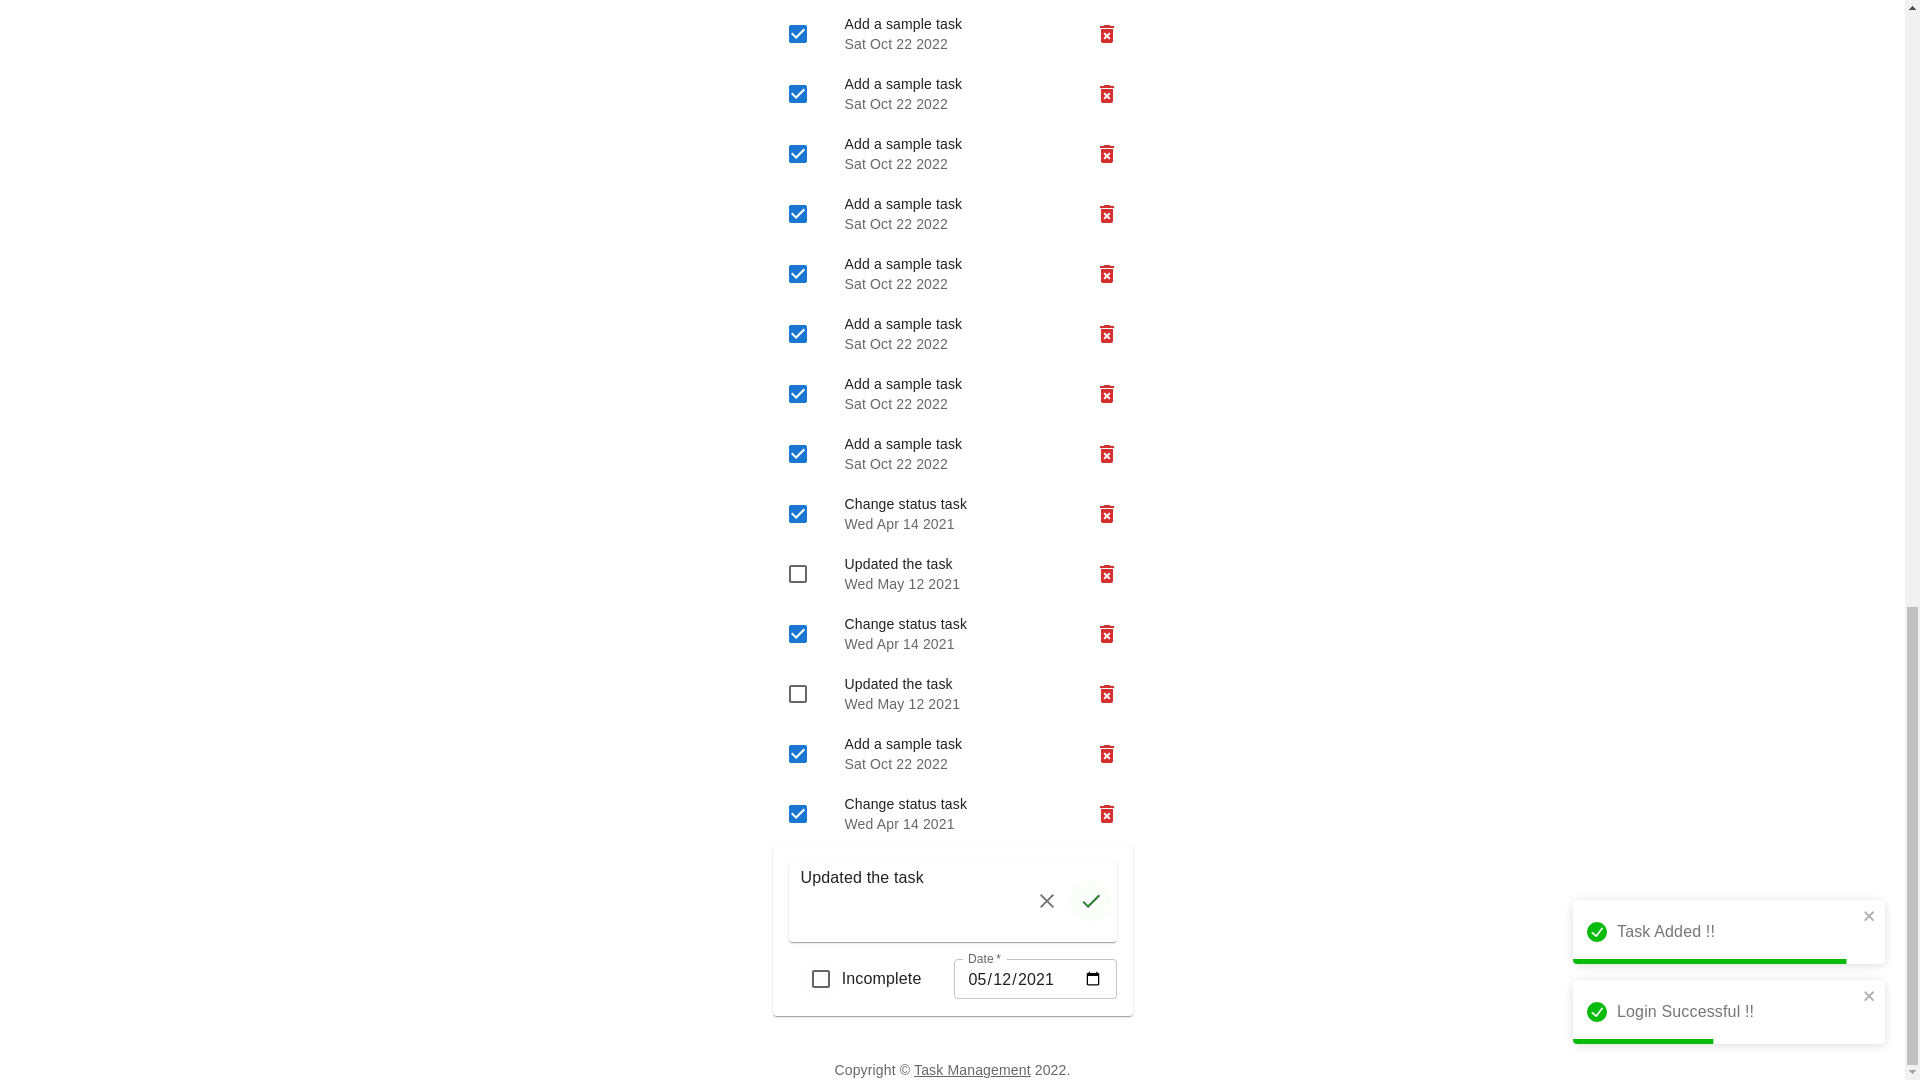 Add a sample task
Sat Oct 22 2022
Add a sample task
Sat Oct 22 2022
Add a sample task
Sat Oct 22 2022
Add a sample task
Sat Oct 22 2022
Add a sample task
Sat Oct 22 2022
Add a sample task
Sat Oct 22 2022
Add a sample task
Sat Oct 22 2022
Add a sample task
Sat Oct 22 2022
Change status task
Wed Apr 14 2021
Updated the task
Wed May 12 2021
Change status task
Wed Apr 14 2021
Updated the task
Wed May 12 2021
Add a sample task
Sat Oct 22 2022
Change status task
Wed Apr 14 2021
Updated the task
Incomplete
Date *
05/12/2021
Task Added !!
Login Successful !!
Copyright © Task Management 2022.